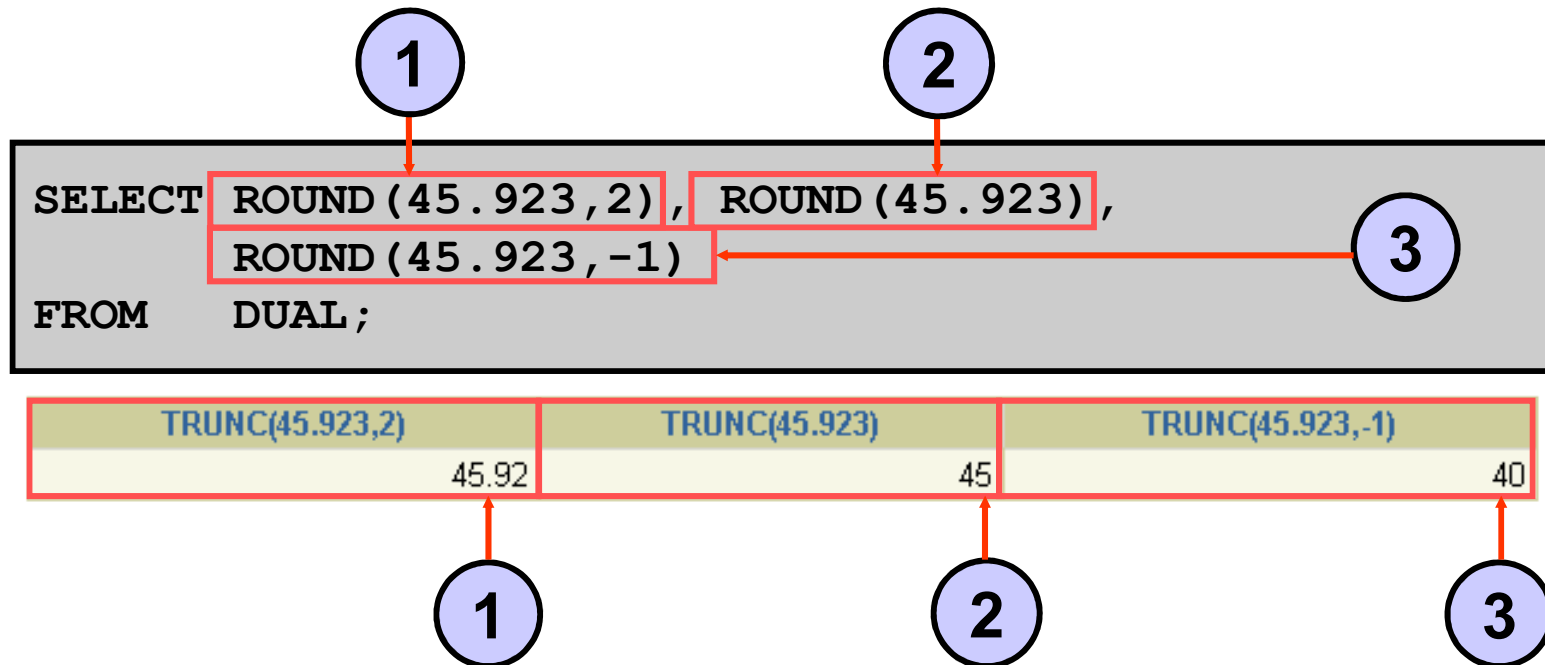 1 2
SELECT ROUND(45.923,2), ROUND(45.923),
ROUND(45.923,-1) 3
FROM DUAL;
TRUNC(45.923,2) TRUNC(45.923) TRUNC(45.923,-1)
45.92 45 40
1 2 3